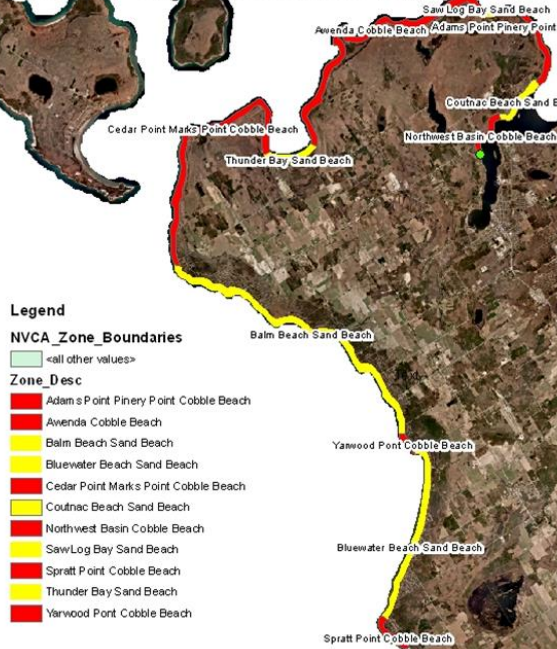 Saw Log Bay Sand Beach
Awenda Cobble Beach
Adams Point Pinery Point
Coutnac Beach Sand
Cedar Point Marks Point Cobble Beach
Northwest Basin Cobble Beach
Thunder Bay Sand Beach
Balm Beach Sand Beach
Yarwood Pont Cobble Beach
Bluewater Beach Sand Beach
Spratt Point Cobble Beach
Legend
NVCA_Zone_Boundaries
<all other values>
Zone_Desc
Adams Point Pinery Point Cobble Beach
Awenda Cobble Beach
Balm Beach Sand Beach
Bluewater Beach Sand Beach
Cedar Point Marks Point Cobble Beach
Coutnac Beach Sand Beach
Northwest Basin Cobble Beach
Saw Log Bay Sand Beach
Spratt Point Cobble Beach
Thunder Bay Sand Beach
Yarwood Pont Cobble Beach